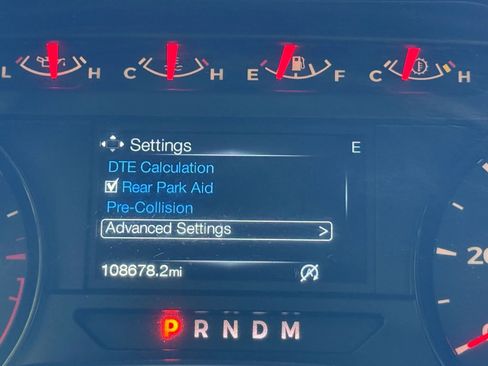 L H C H E F C H
Settings E
DTE Calculation
Rear Park Aid
Pre-Collision
Advanced Settings >
108678.2mi
P R N D M